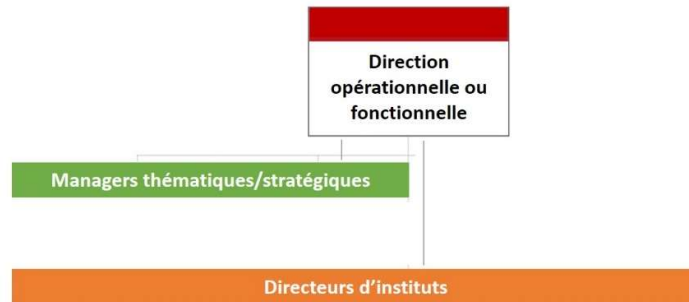 Direction
opérationnelle ou
fonctionnelle
Managers thématiques/stratégiques
Directeurs d’instituts